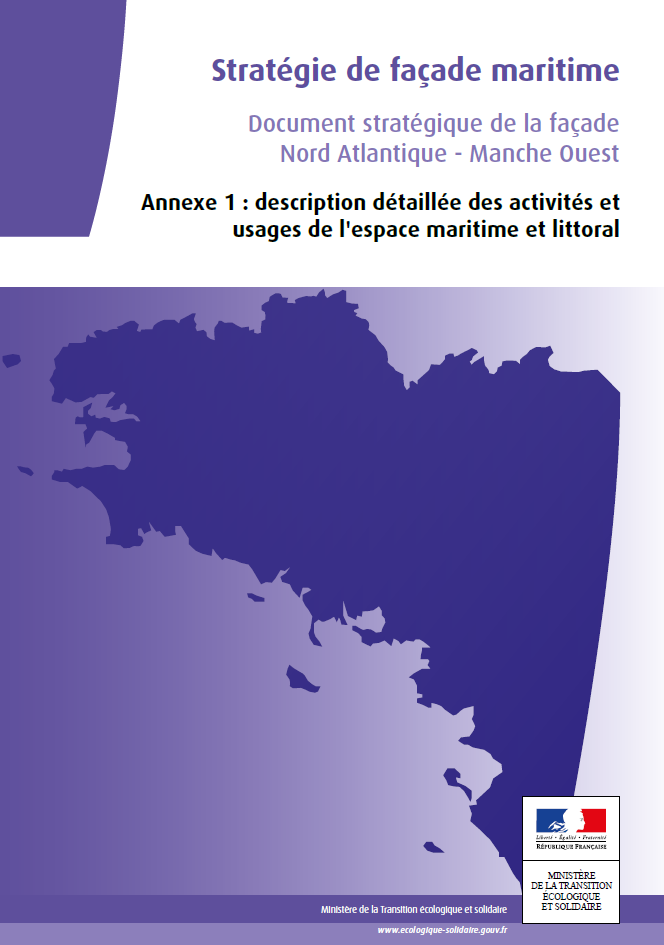 Stratégie de façade maritime
Document stratégique de la façade
Nord Atlantique - Manche Ouest
Annexe 1 : description détaillée des activités et
usages de l'espace maritime et littoral
Liberté • Égalité • Fraternité
RÉPUBLIQUE FRANÇAISE
MINISTÈRE
DE LA TRANSITION
ÉCOLOGIQUE
ET SOLIDAIRE
Ministère de la Transition écologique et solidaire
www.ecologique-solidaire.gouv.fr